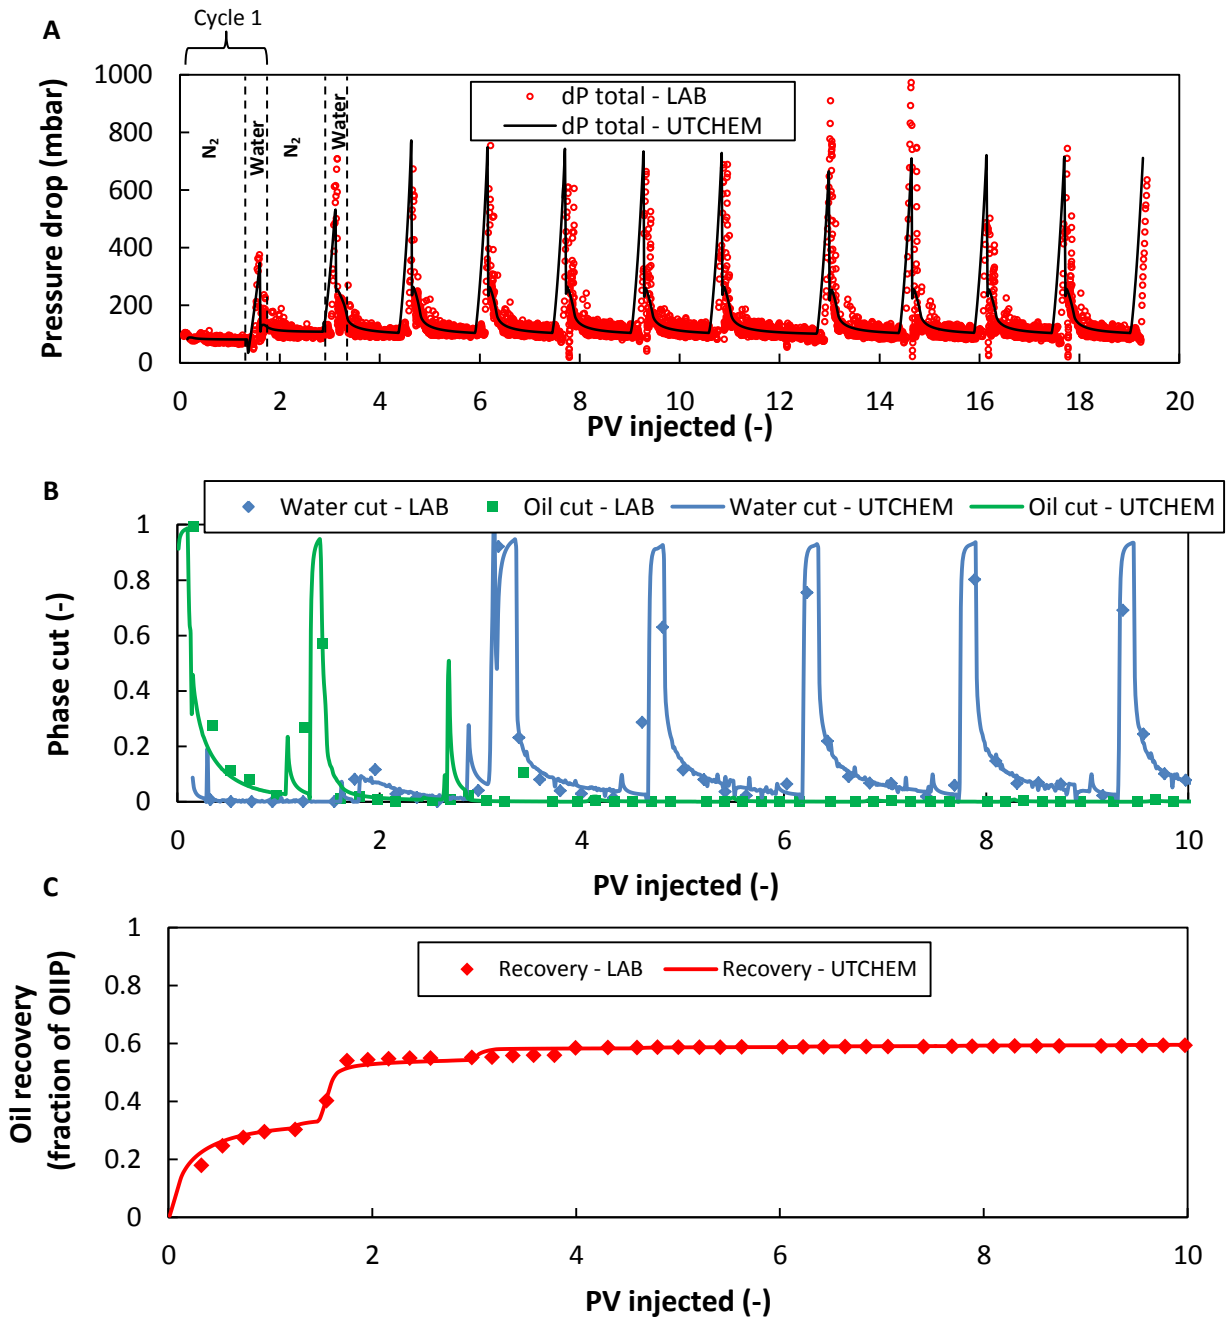 Cycle 1
A
1000
800
600
400
200
0
N₂
Water
N₂
Water
dP total - LAB
dP total - UTCHEM
Pressure drop (mbar)
0 2 4 6 8 10 12 14 16 18 20
PV injected (-)
B
Water cut - LAB Oil cut - LAB Water cut - UTCHEM Oil cut - UTCHEM
1
0.8
0.6
0.4
0.2
0
Phase cut (-)
0 2 4 6 8 10
PV injected (-)
C
1
0.8
0.6
0.4
0.2
0
Recovery - LAB Recovery - UTCHEM
Oil recovery
(fraction of OIIP)
0 2 4 6 8 10
PV injected (-)